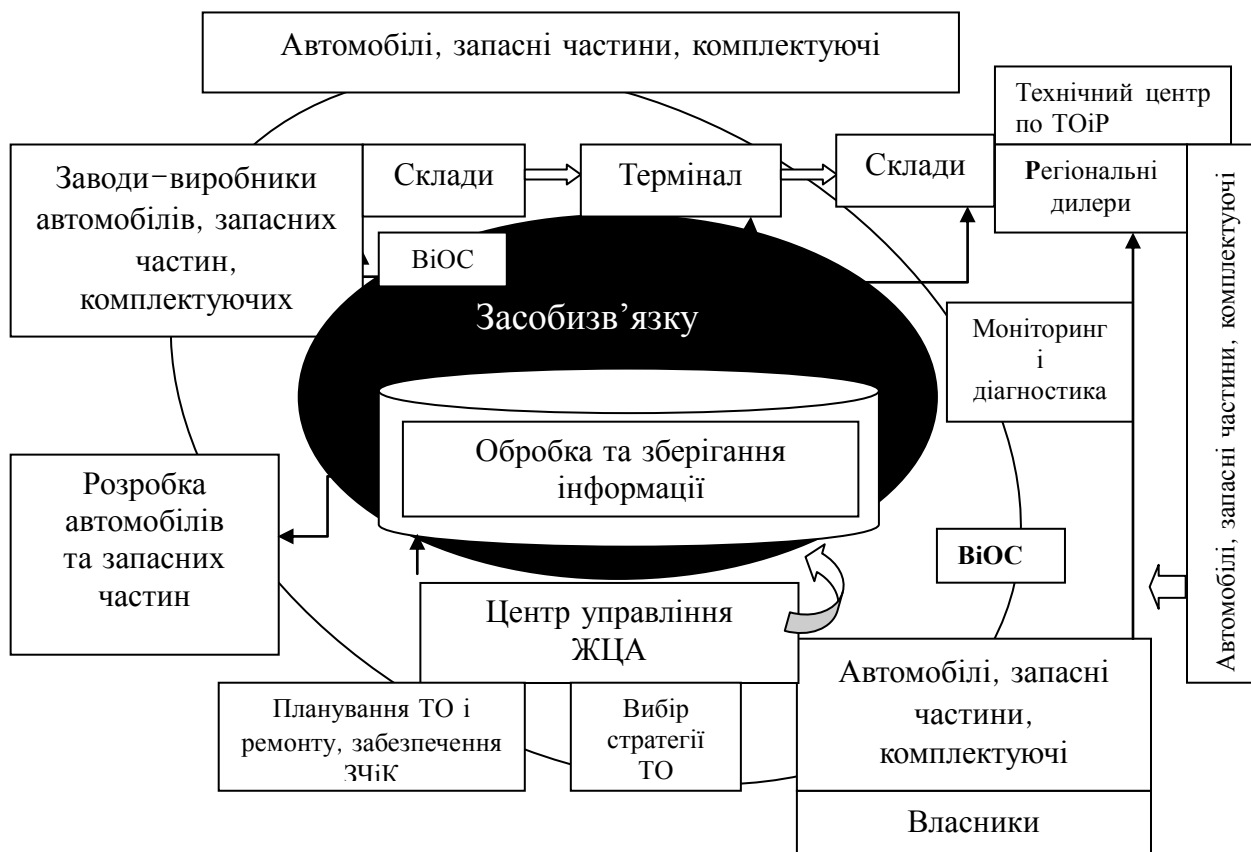 Автомобілі, запасні частини, комплектуючі
Технічний центр
по ТОіР
Заводи−виробники
автомобілів, запасних
частин,
комплектуючих
Склади
Термінал
Склади
Регіональні
дилери
ВіОС
Засобизв’язку
Моніторинг
і
діагностика
Автомобілі, запасні частини, комплектуючі
Обробка та зберігання
інформації
Розробка
автомобілів
та запасних
частин
ВіОС
Центр управління
ЖЦА
Автомобілі, запасні
частини,
комплектуючі
Планування ТО і
ремонту, забезпечення
ЗЧіК
Вибір
стратегії
ТО
Власники